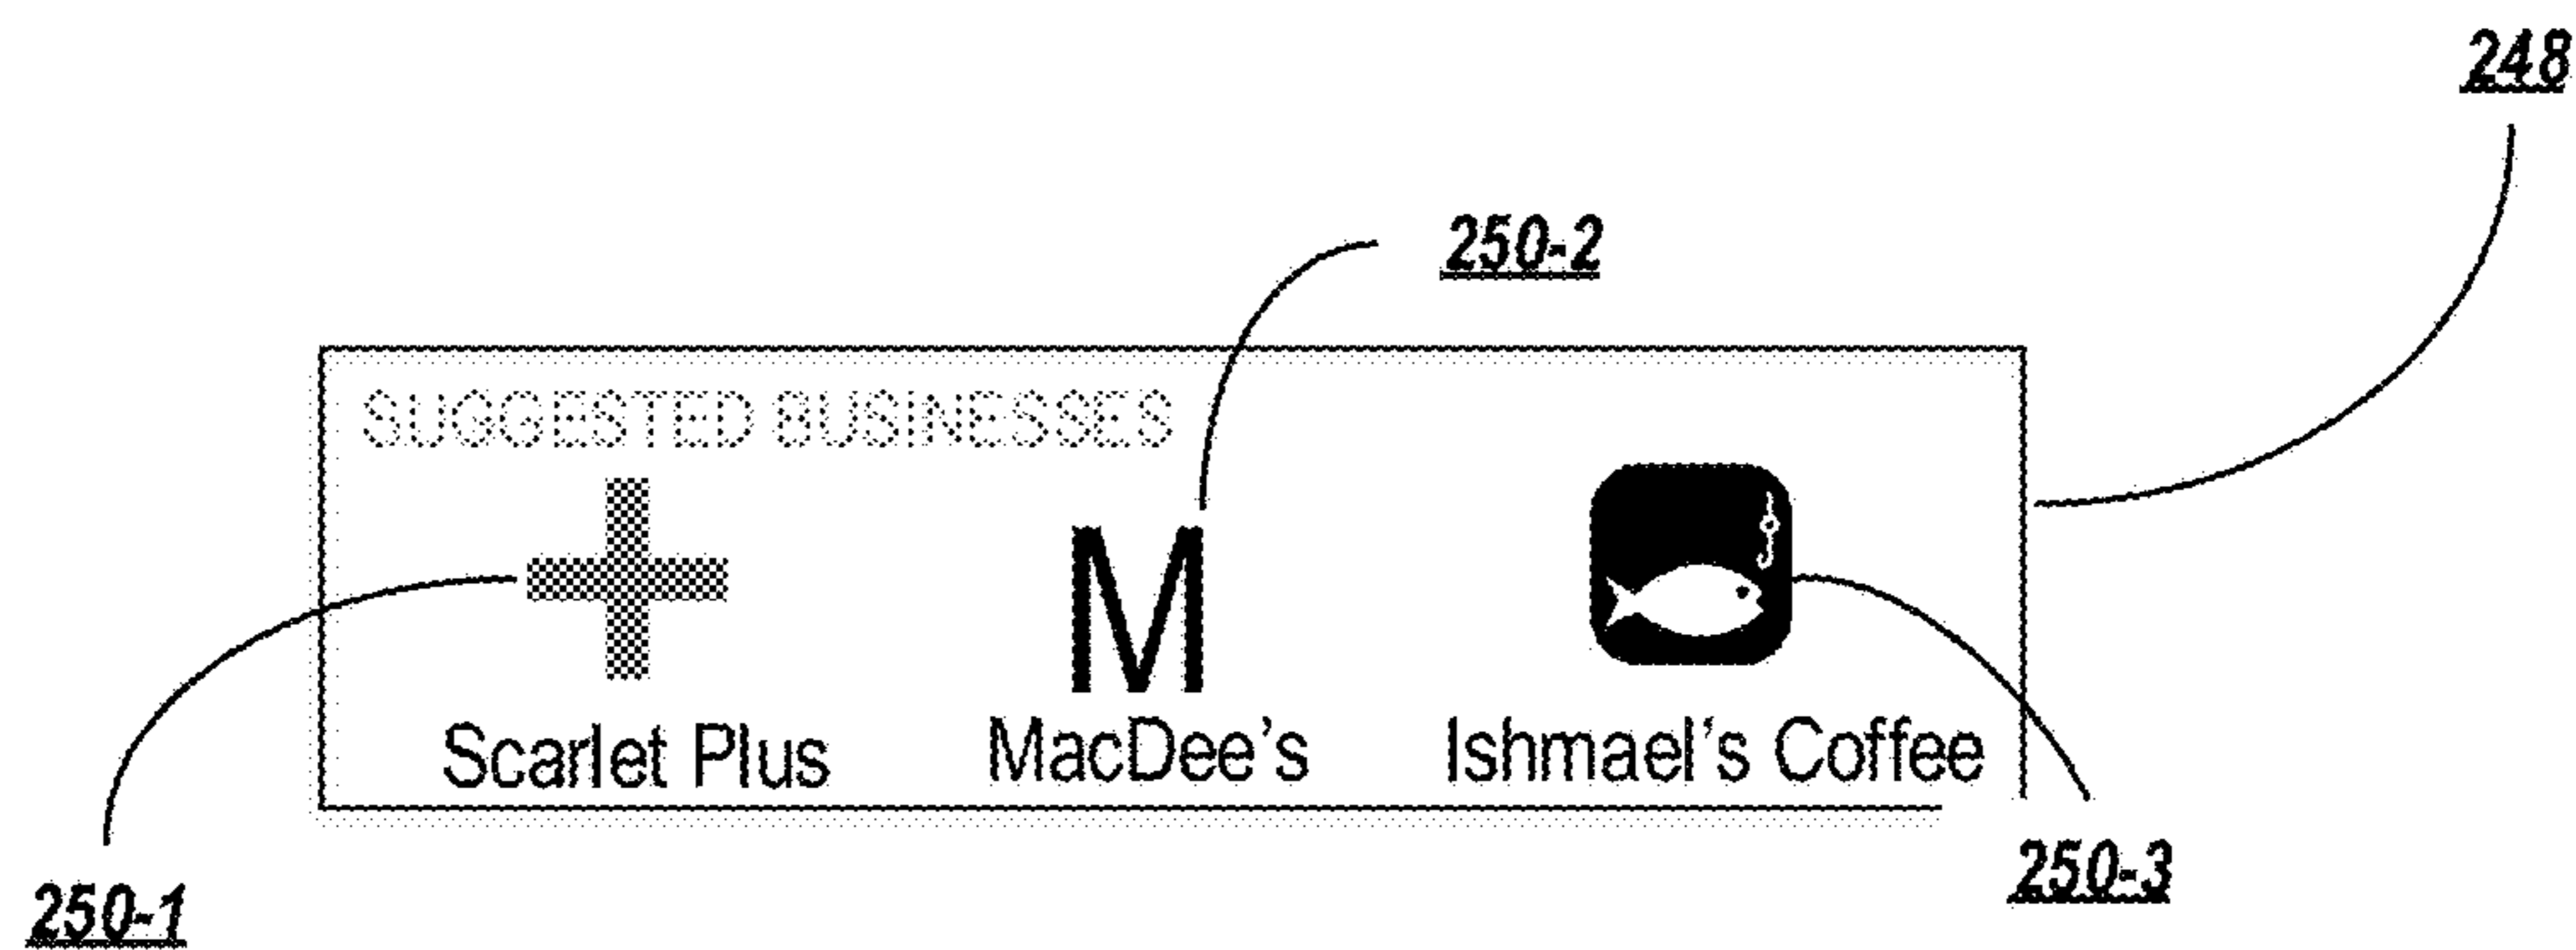 248
250-2
SUGGESTED BUSINESSES
M
Scarlet Plus MacDee's Ishmael's Coffee
250-1 250-3